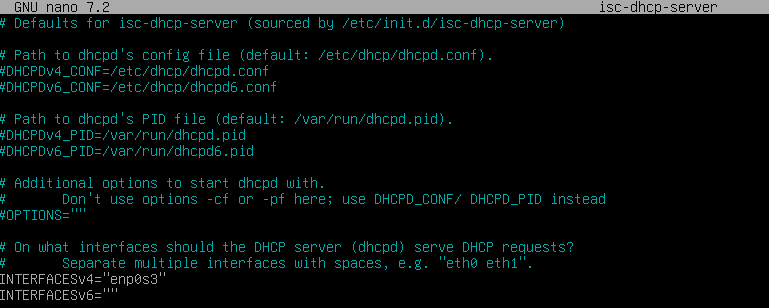 GNU nano 7.2 isc-dhcp-server
# Defaults for isc-dhcp-server (sourced by /etc/init.d/isc-dhcp-server)
# Path to dhcpd's config file (default: /etc/dhcp/dhcpd.conf).
#DHCPDv4_CONF=/etc/dhcp/dhcpd.conf
#DHCPDv6_CONF=/etc/dhcp/dhcpd6.conf
# Path to dhcpd's PID file (default: /var/run/dhcpd.pid).
#DHCPDv4_PID=/var/run/dhcpd.pid
#DHCPDv6_PID=/var/run/dhcpd6.pid
# Additional options to start dhcpd with.
#       Don't use options -cf or -pf here; use DHCPD_CONF/ DHCPD_PID instead
#OPTIONS=""
# On what interfaces should the DHCP server (dhcpd) serve DHCP requests?
#       Separate multiple interfaces with spaces, e.g. "eth0 eth1".
INTERFACESv4="enp0s3"
INTERFACESv6=""